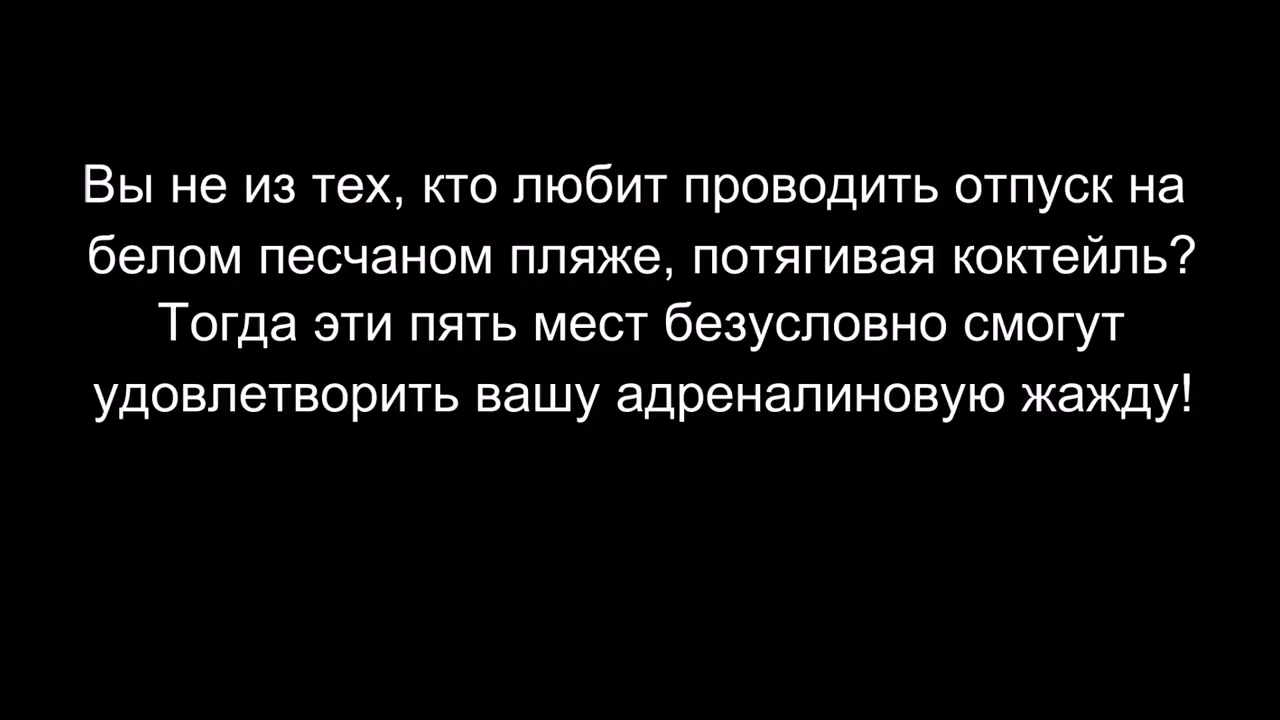 Вы не из тех, кто любит проводить отпуск на
белом песчаном пляже, потягивая коктейль?
Тогда эти пять мест безусловно смогут
удовлетворить вашу адреналиновую жажду!